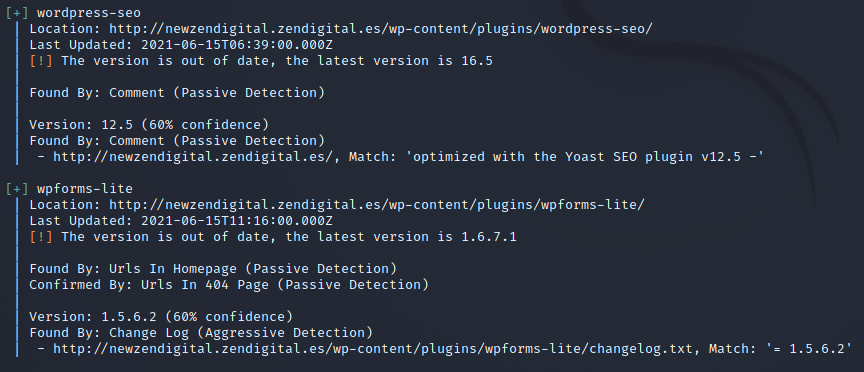 [+] wordpress-seo
| Location: http://newzendigital.zendigital.es/wp-content/plugins/wordpress-seo/
| Last Updated: 2021-06-15T06:39:00.000Z
| [!] The version is out of date, the latest version is 16.5
|
| Found By: Comment (Passive Detection)
|
| Version: 12.5 (60% confidence)
| Found By: Comment (Passive Detection)
|  - http://newzendigital.zendigital.es/, Match: 'optimized with the Yoast SEO plugin v12.5 -'
[+] wpforms-lite
| Location: http://newzendigital.zendigital.es/wp-content/plugins/wpforms-lite/
| Last Updated: 2021-06-15T11:16:00.000Z
| [!] The version is out of date, the latest version is 1.6.7.1
|
| Found By: Urls In Homepage (Passive Detection)
| Confirmed By: Urls In 404 Page (Passive Detection)
|
| Version: 1.5.6.2 (60% confidence)
| Found By: Change Log (Aggressive Detection)
|  - http://newzendigital.zendigital.es/wp-content/plugins/wpforms-lite/changelog.txt, Match: '= 1.5.6.2'